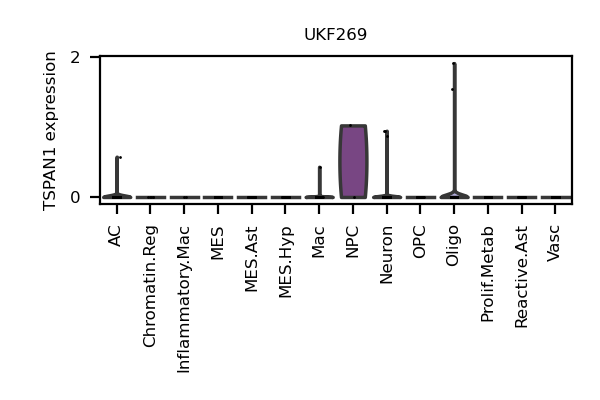 UKF269
TSPAN1 expression
2
0
AC
Chromatin.Reg
Inflammatory.Mac
MES
MES.Ast
MES.Hyp
Mac
NPC
Neuron
OPC
Oligo
Prolif.Metab
Reactive.Ast
Vasc